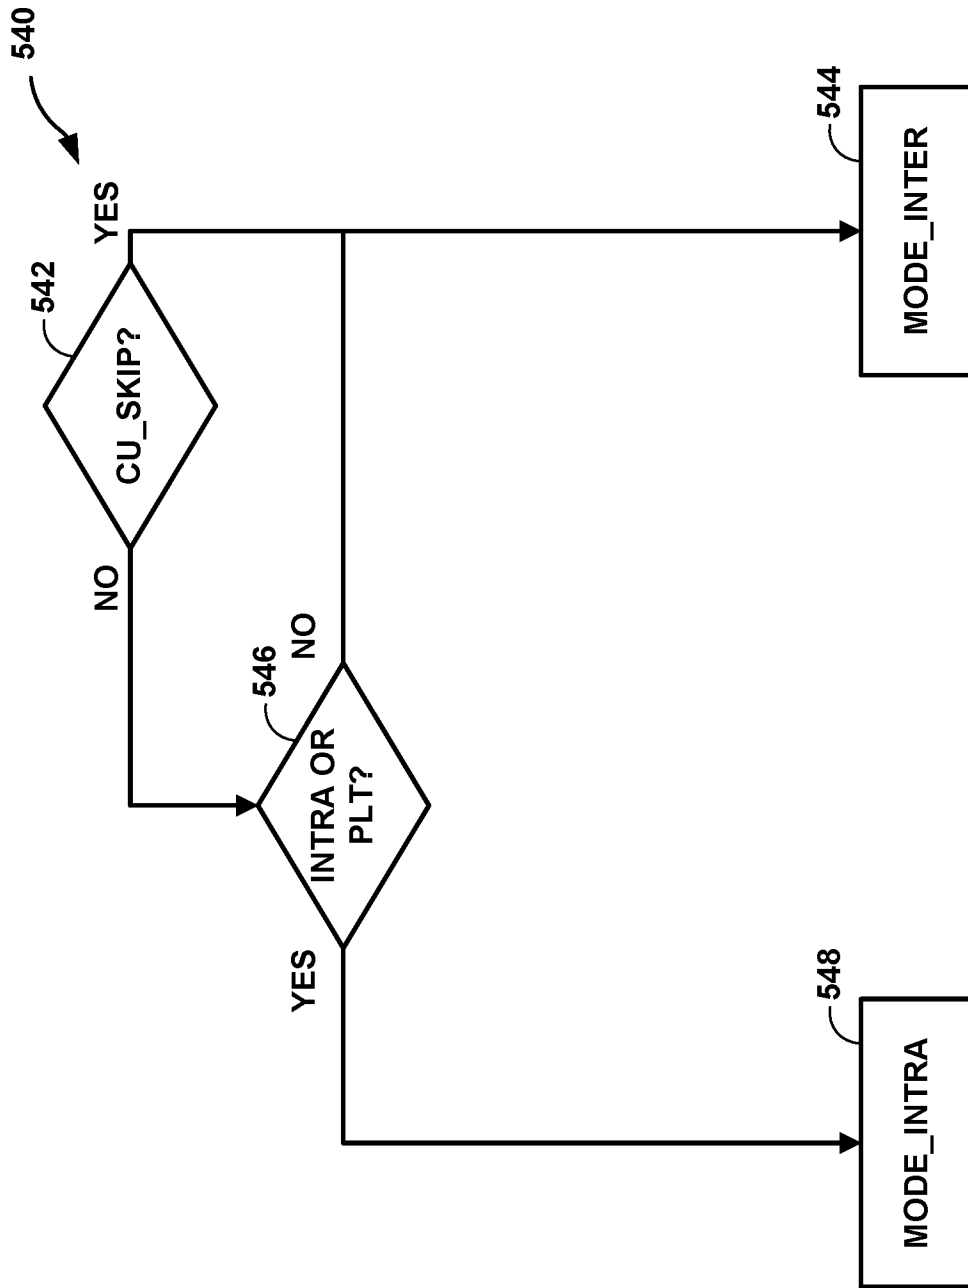 540
YES
542
CU_SKIP?
NO
NO
546
INTRA OR
PLT?
YES
544
MODE_INTER
548
MODE_INTRA